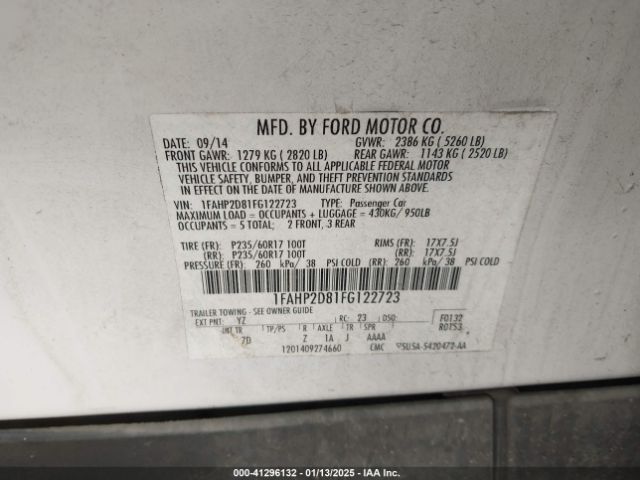 MFD. BY FORD MOTOR CO.
DATE: 09/14 GVWR: 2386 KG ( 5260 LB)
FRONT GAWR: 1279 KG ( 2820 LB) REAR GAWR: 1143 KG ( 2520 LB)
THIS VEHICLE CONFORMS TO ALL APPLICABLE FEDERAL MOTOR
VEHICLE SAFETY, BUMPER, AND THEFT PREVENTION STANDARDS
IN EFFECT ON THE DATE OF MANUFACTURE SHOWN ABOVE.
VIN: 1FAHP2D81FG122723 TYPE: Passenger Car
MAXIMUM LOAD = OCCUPANTS + LUGGAGE = 430KG/ 950LB
OCCUPANTS = 5 TOTAL; 2 FRONT, 3 REAR
TIRE (FR): P235/60R17 100T RIMS (FR): 17X7.5J
(RR): P235/60R17 100T (RR): 17X7.5J
PRESSURE (FR) 260 kPa/ 38 PSI COLD (RR): 260 kPa/ 38 PSI COLD
1FAHP2D81FG122723
TRAILER TOWING - SEE OWNER GUIDE
EXT PNT: YZ RC: 23 DSO: F0132
INT TR TP/PS R AXLE TR SPR R0153
7D Z 1A J AAAA
1201409274660 CMC 5U5A-5420472-AA
000-41296132 - 01/13/2025 - IAAI.COM